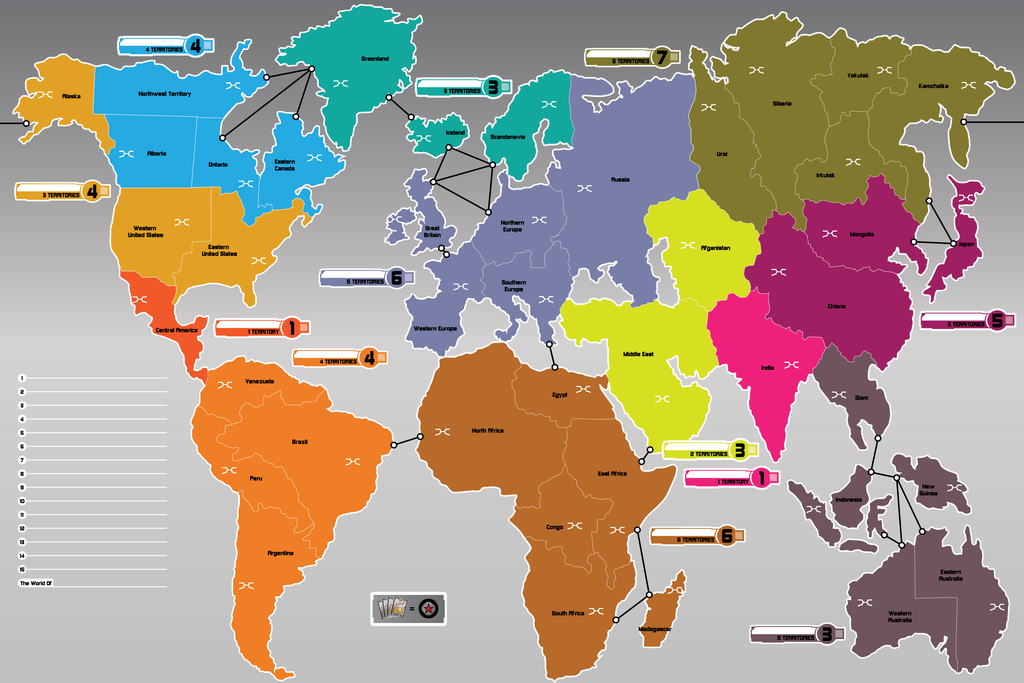 4 TERRITORIES 4
Greenland
5 TERRITORIES 7
Yakutsk
Kamchatka
Siberia
3 TERRITORIES 3
Alaska
Northwest Territory
Iceland
Scandanavia
Alberta
Ontario
Eastern
Canada
Ural
Irkutsk
Russia
3 TERRITORIES 4
Western
United States
Eastern
United States
Great
Britain
Northern
Europe
Afganistan
Mongolia
Japan
5 TERRITORIES 6
Southern
Europe
Western Europe
Chiana
3 TERRITORIES 5
Central America
1 TERRITORY 1
4 TERRITORIES 4
Middle East
India
Siam
Venezuela
Egypt
Brazil
North Africa
2 TERRITORIES 3
Peru
East Africa
1 TERRITORY 1
New
Guinea
Indonesia
Congo
6 TERRITORIES 6
Argentina
Eastern
Australia
South Africa
Madagascar
Western
Australia
5 TERRITORIES 3
1
2
3
4
5
6
7
8
9
10
11
12
13
14
15
The World Of
=